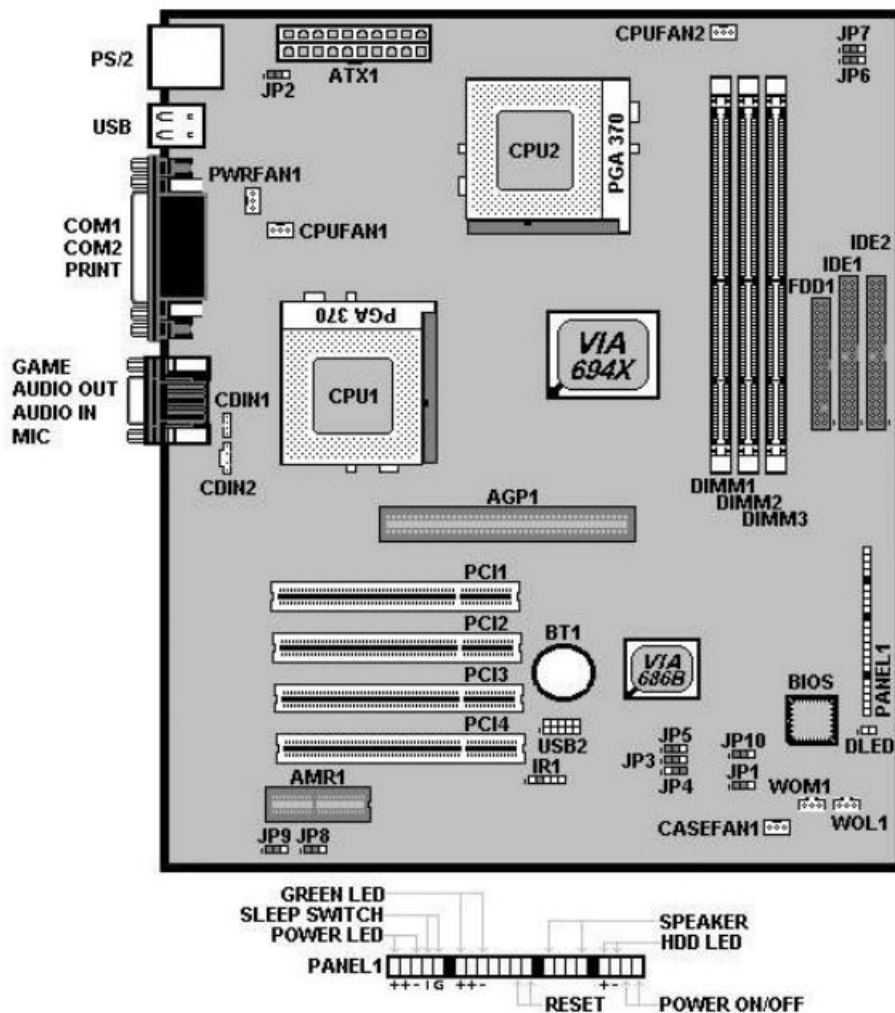 CPUFAN2
JP7
JP6
PS/2
ATX1
JP2
USB
CPU2
PGA 370
PWRFAN1
CPUFAN1
COM1
COM2
PRINT
IDE2
IDE1
FDD1
PGA 370
VIA
694X
GAME
AUDIO OUT
AUDIO IN
MIC
CDIN1
CPU1
CDIN2
DIMM1
DIMM2
DIMM3
AGP1
PCI1
PCI2
BT1
VIA
686B
PANEL1
PCI3
BIOS
PCI4
USB2
JP5
JP10
DLED
JP3
IR1
JP4
JP1
AMR1
WOM1
WOL1
CASEFAN1
JP9 JP8
GREEN LED
SLEEP SWITCH
POWER LED
SPEAKER
HDD LED
PANEL1
++-IG ++- +-
RESET
POWER ON/OFF